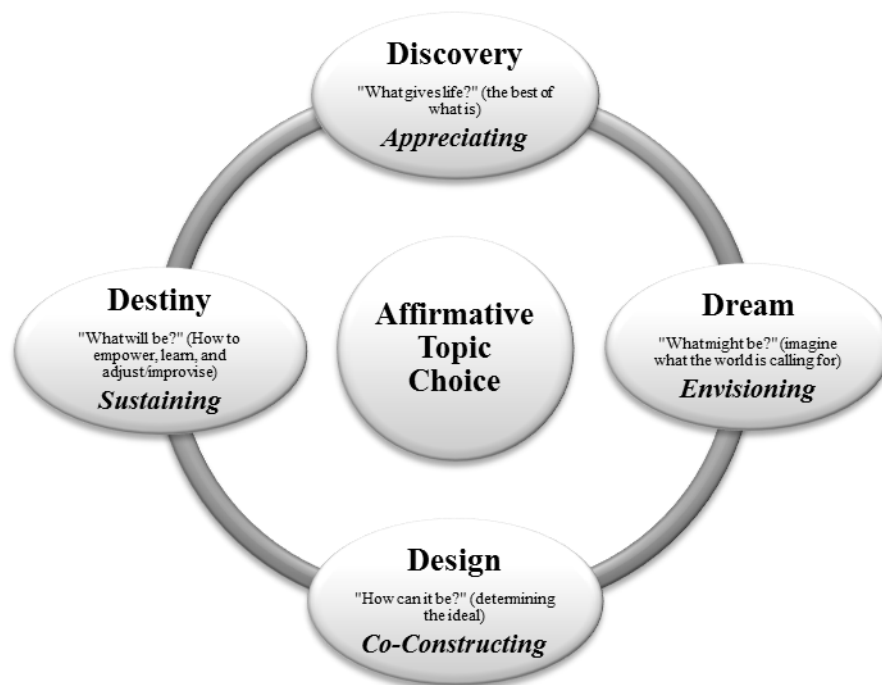 Discovery
"What gives life?" (the best of
what is)
Appreciating
Destiny
"What will be?" (How to
empower, learn, and
adjust/improvise)
Sustaining
Affirmative
Topic
Choice
Dream
"What might be?" (imagine
what the world is calling for)
Envisioning
Design
"How can it be?" (determining
the ideal)
Co-Constructing